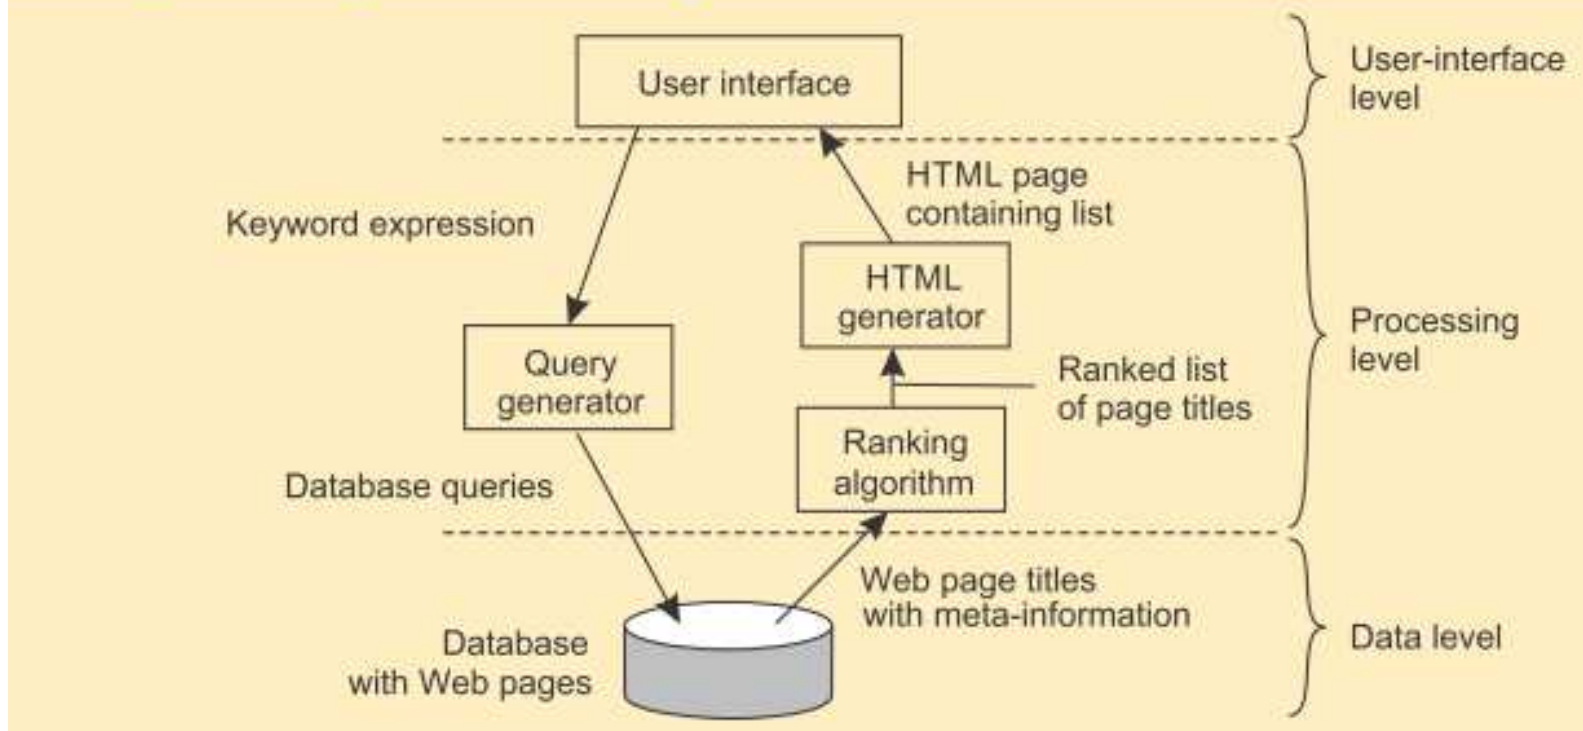 User interface
User-interface
level
Keyword expression
HTML page
containing list
HTML
generator
Query
generator
Ranked list
of page titles
Processing
level
Ranking
algorithm
Database queries
Web page titles
with meta-information
Database
with Web pages
Data level